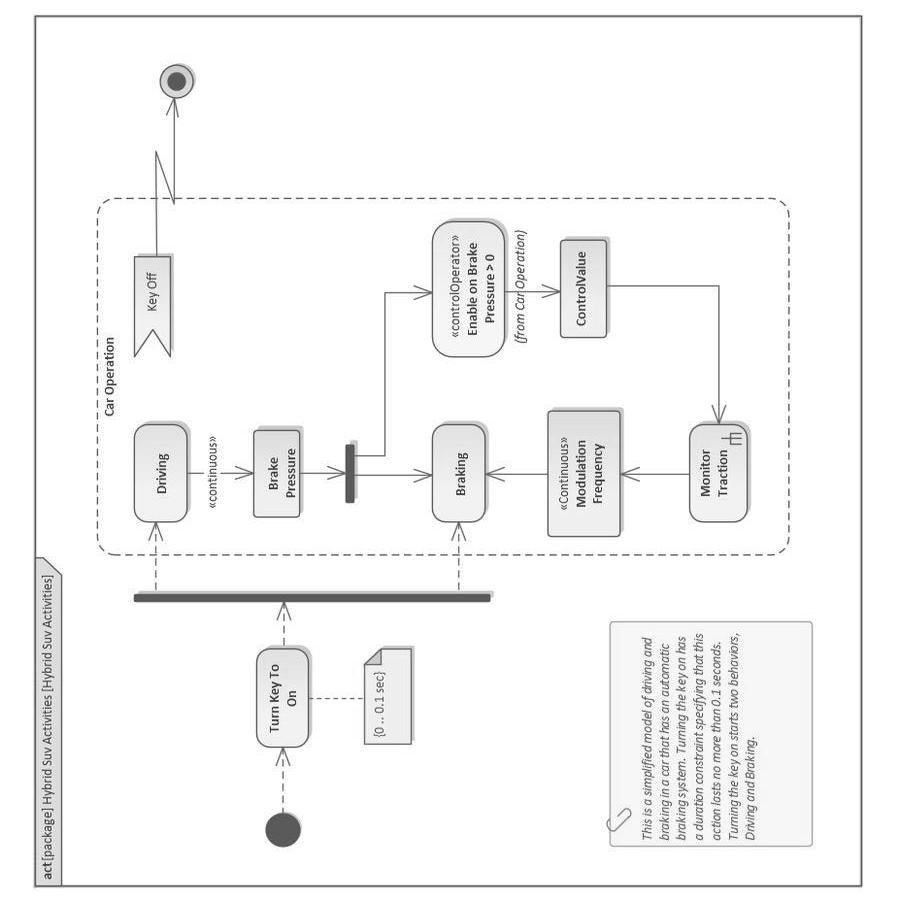 act [package] Hybrid Suv Activities [Hybrid Suv Activities]
Car Operation
Turn Key To
On
{0 .. 0.1 sec}
Driving
«continuous»
Brake
Pressure
Key Off
Braking
«controlOperator»
Enable on Brake
Pressure > 0
(from Car Operation)
ControlValue
«Continuous»
Modulation
Frequency
Monitor
Traction
This is a simplified model of driving and
braking in a car that has an automatic
braking system. Turning the key on has
a duration constraint specifying that this
action lasts no more than 0.1 seconds.
Turning the key on starts two behaviors,
Driving and Braking.